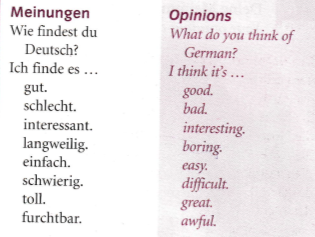 Meinungen
Wie findest du
Deutsch?
Ich finde es …
gut.
schlecht.
interessant.
langweilig.
einfach.
schwierig.
toll.
furchtbar.
Opinions
What do you think of
German?
I think it's …
good.
bad.
interesting.
boring.
easy.
difficult.
great.
awful.